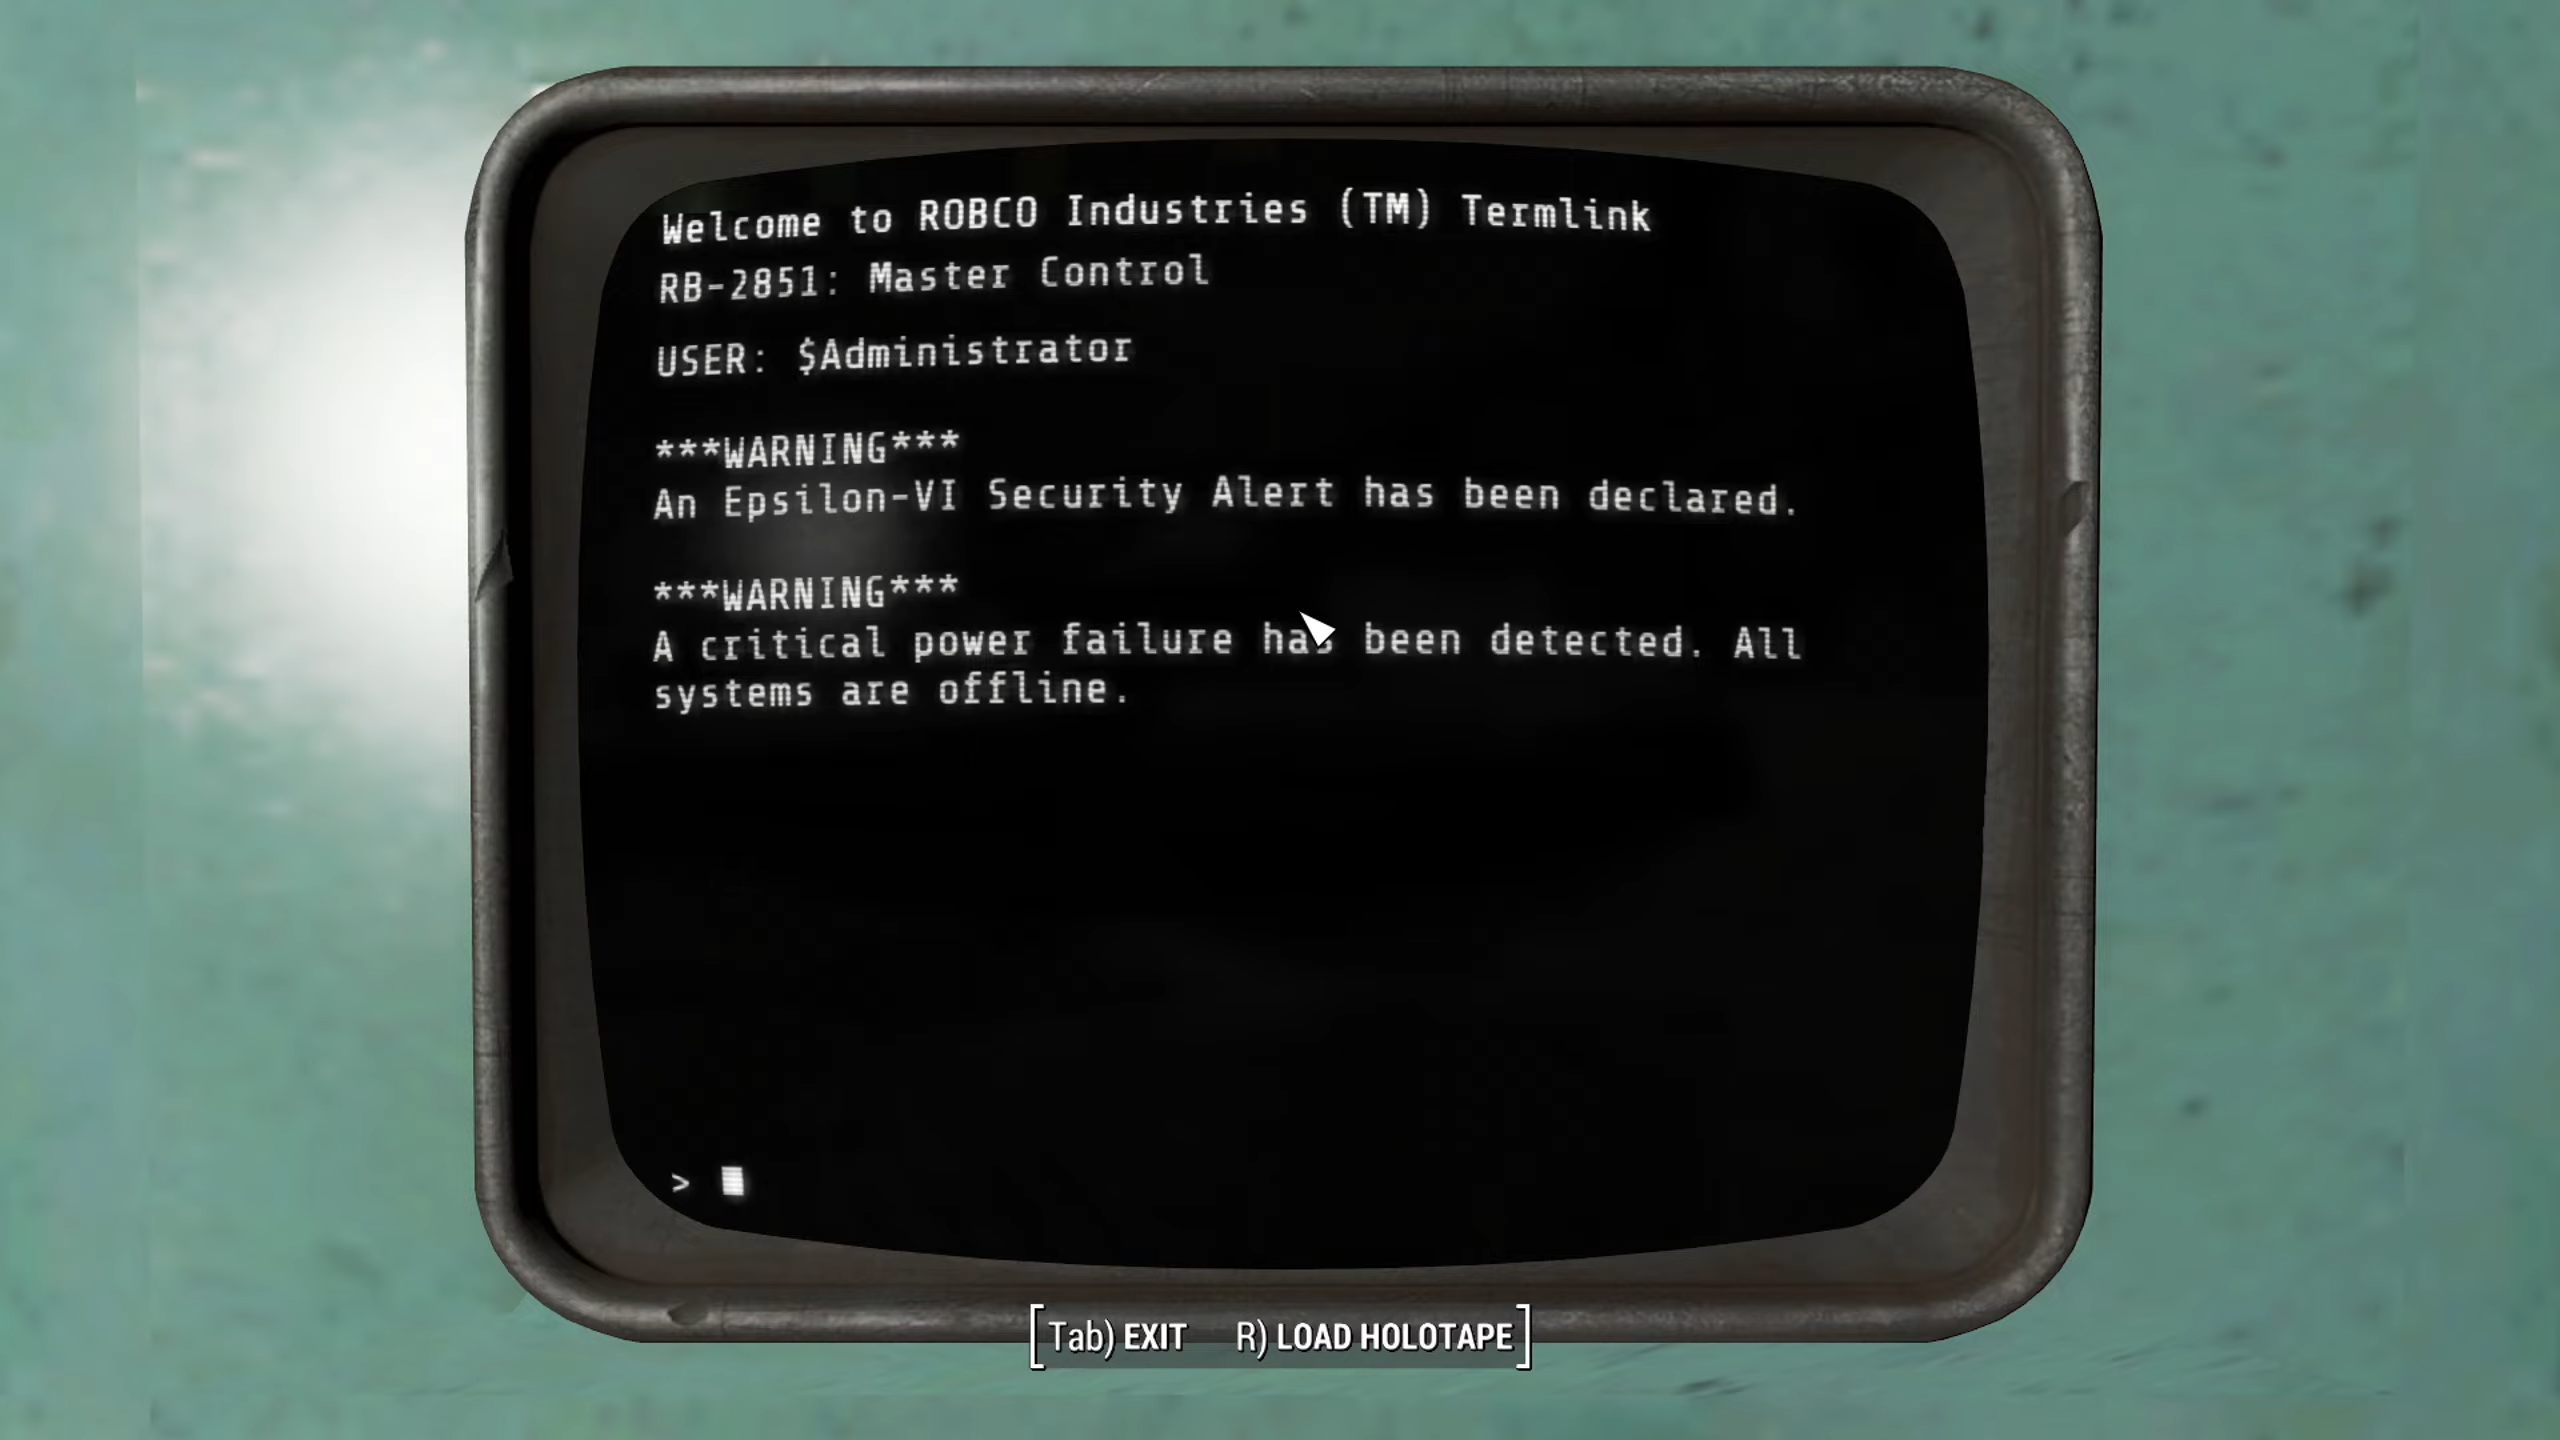 Welcome to ROBCO Industries (TM) Termlink
RB-2851: Master Control
USER: $Administrator
***WARNING***
An Epsilon-VI Security Alert has been declared.
***WARNING***
A critical power failure has been detected. All
systems are offline.
>
[Tab) EXIT R) LOAD HOLOTAPE]